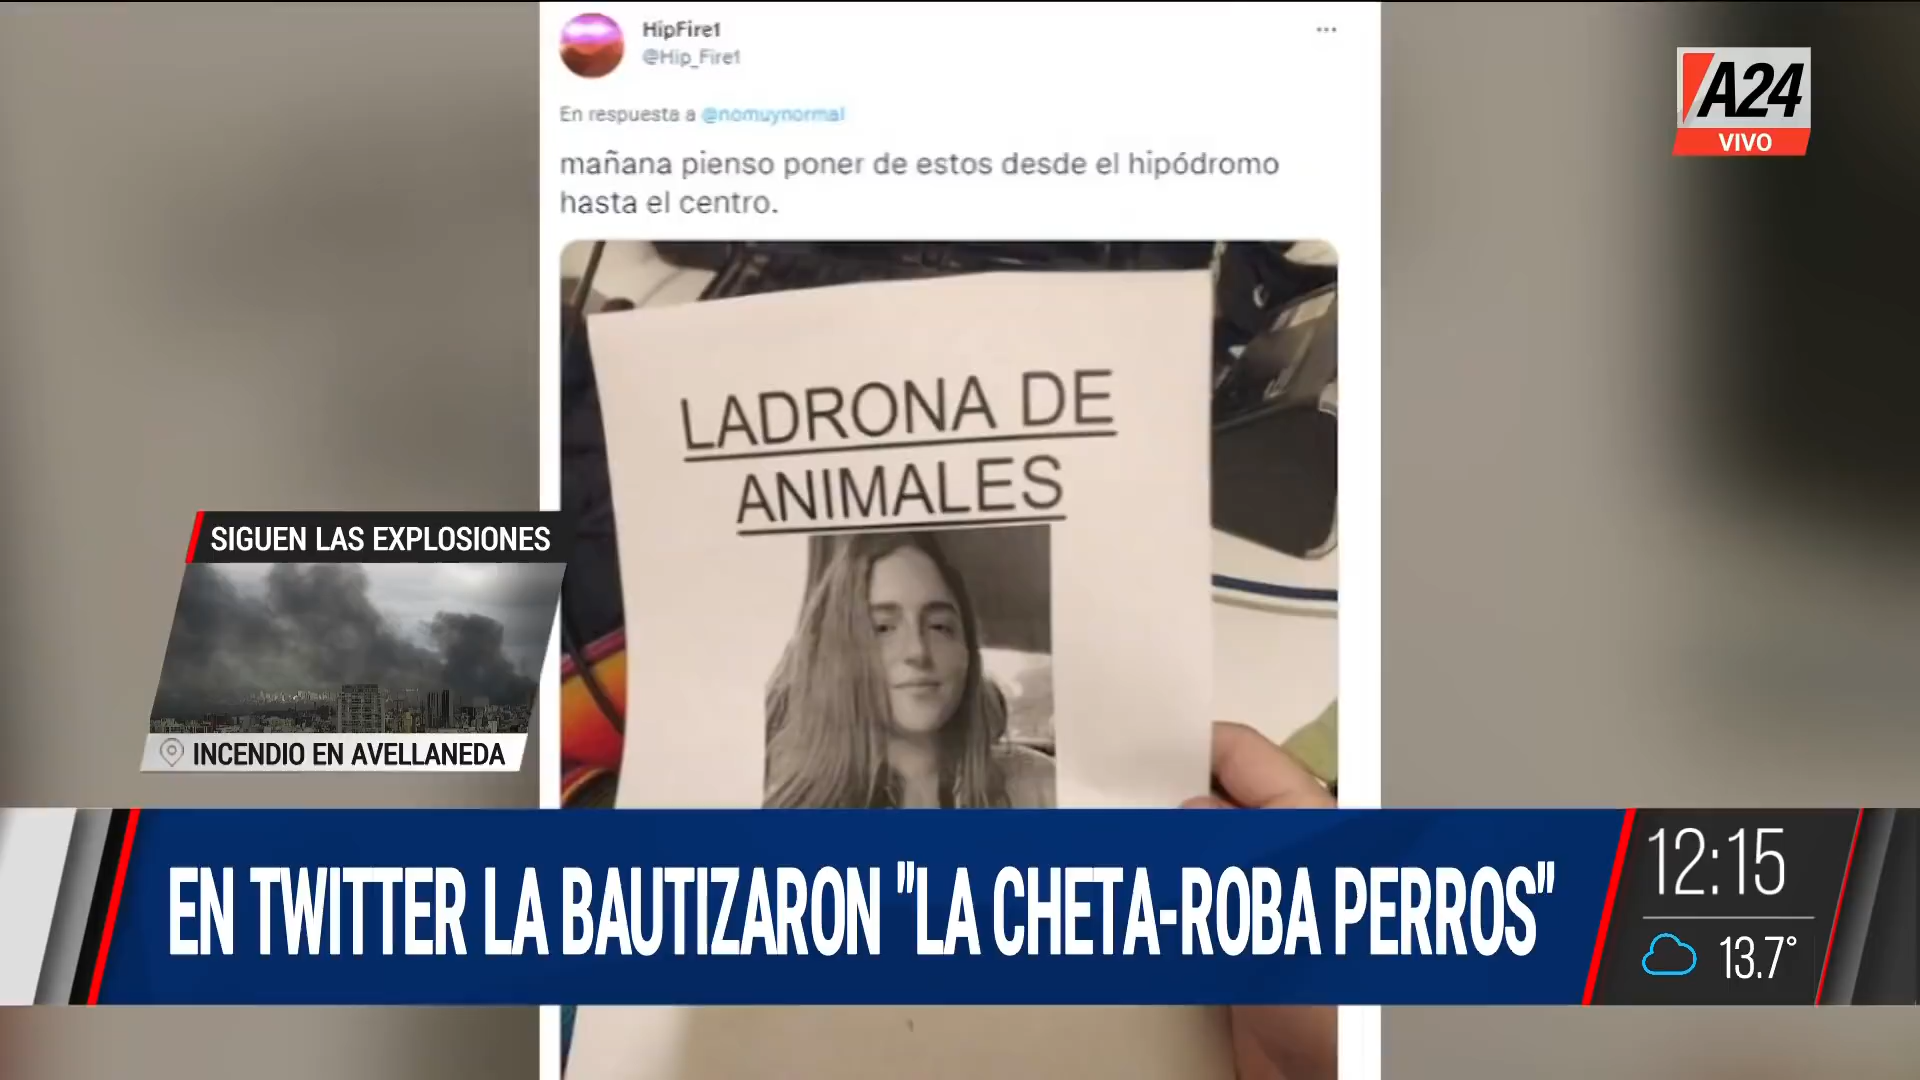 HipFire1
@Hip_Fire1
En respuesta a @nomuynormal
mañana pienso poner de estos desde el hipódromo
hasta el centro.
A24
VIVO
LADRONA DE
ANIMALES
SIGUEN LAS EXPLOSIONES
INCENDIO EN AVELLANEDA
EN TWITTER LA BAUTIZARON "LA CHETA-ROBA PERROS"
12:15
13.7°